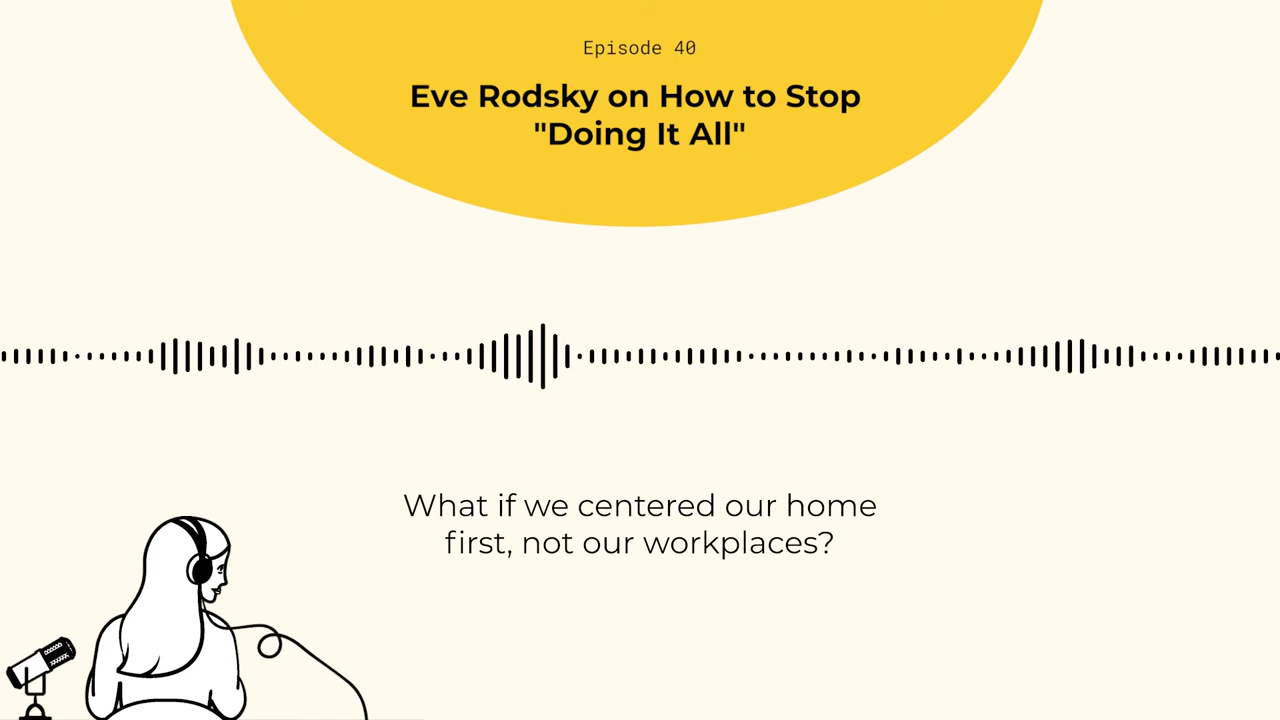 Episode 40
Eve Rodsky on How to Stop
"Doing It All"
What if we centered our home
first, not our workplaces?